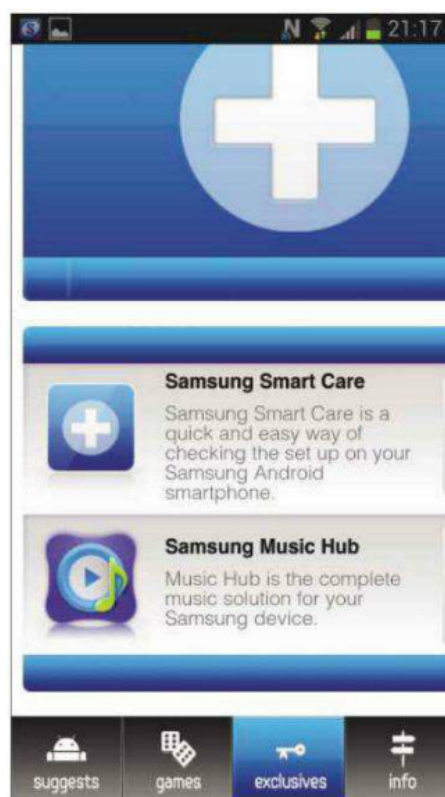 21:17
Samsung Smart Care
Samsung Smart Care is a
quick and easy way of
checking the set up on your
Samsung Android
smartphone.
Samsung Music Hub
Music Hub is the complete
music solution for your
Samsung device.
suggests games exclusives info